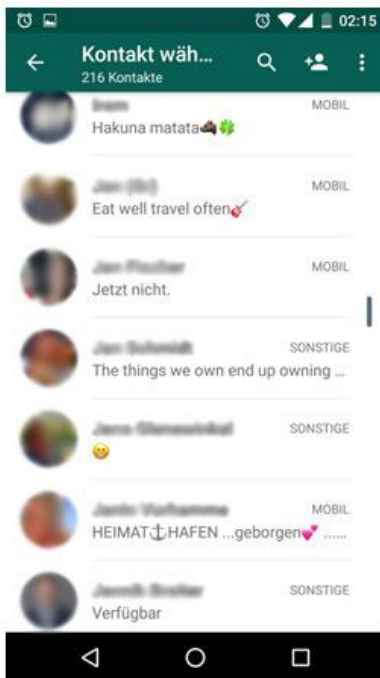 02:15
Kontakt wäh...
216 Kontakte
MOBIL
Hakuna matata🌰🍀
MOBIL
Eat well travel often🎸
MOBIL
Jetzt nicht.
SONSTIGE
The things we own end up owning ...
SONSTIGE
😀
MOBIL
HEIMAT⚓HAFEN ...geborgen💕 ......
SONSTIGE
Verfügbar